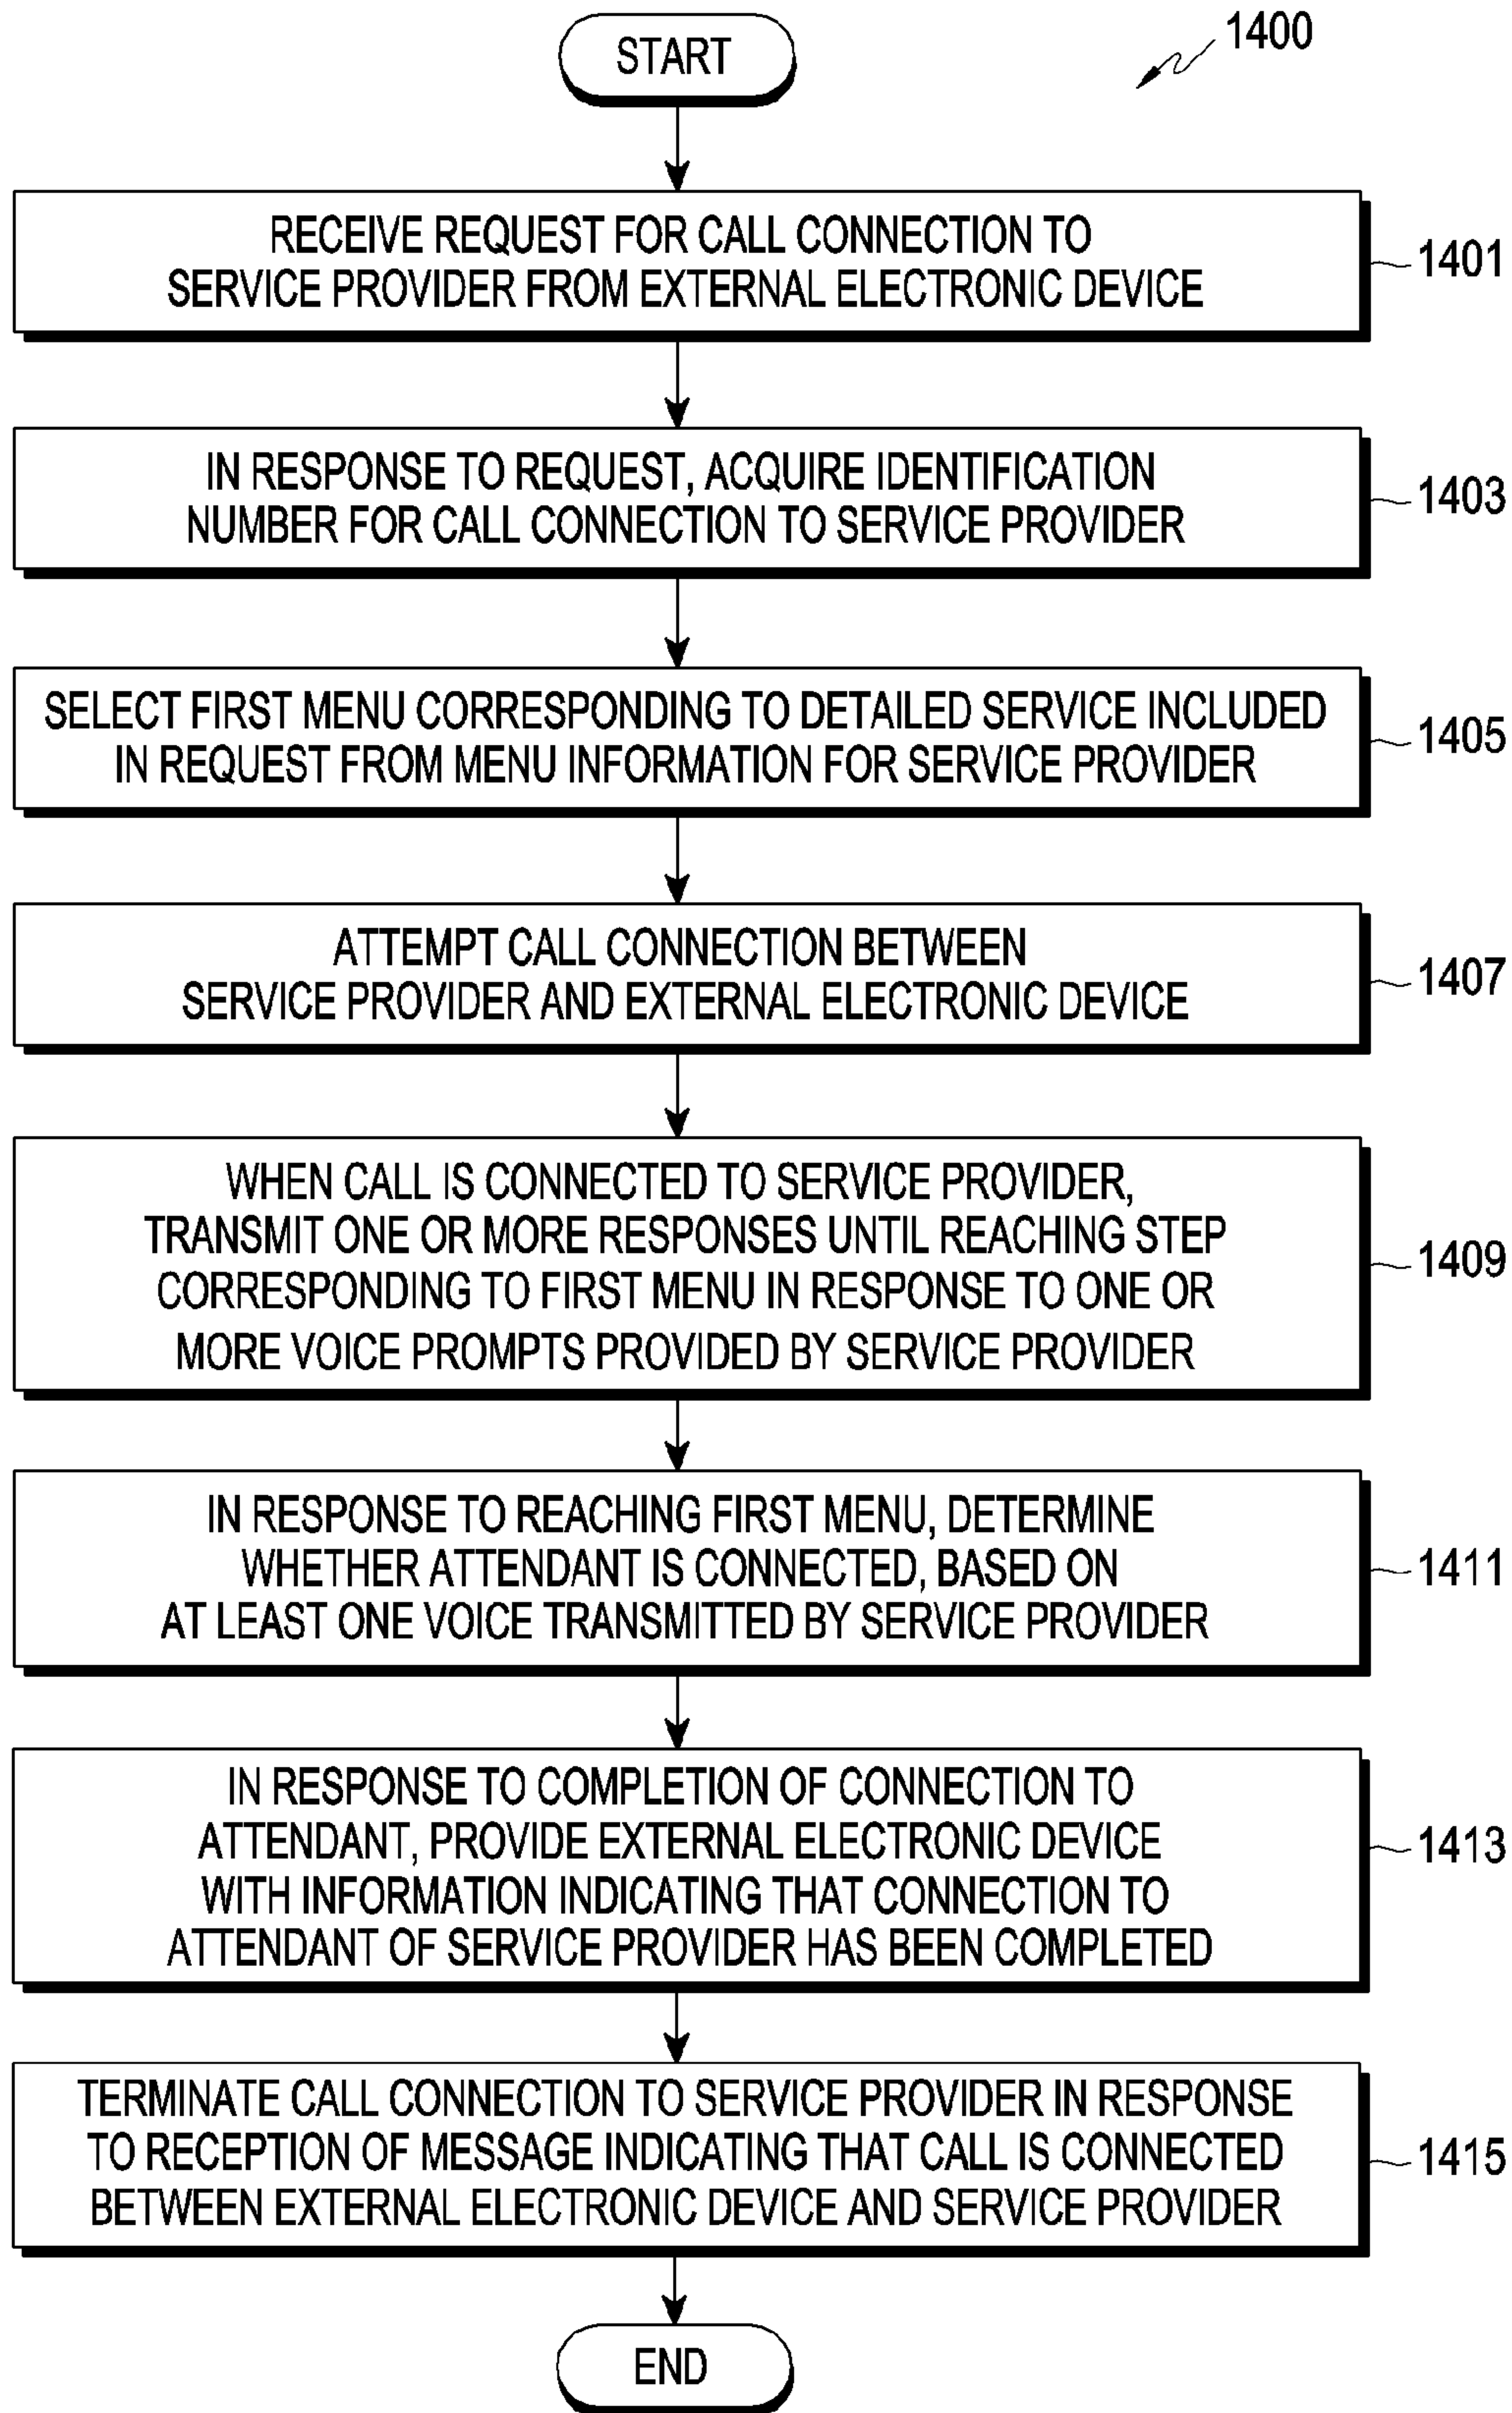 START
1400
RECEIVE REQUEST FOR CALL CONNECTION TO
SERVICE PROVIDER FROM EXTERNAL ELECTRONIC DEVICE
1401
IN RESPONSE TO REQUEST, ACQUIRE IDENTIFICATION
NUMBER FOR CALL CONNECTION TO SERVICE PROVIDER
1403
SELECT FIRST MENU CORRESPONDING TO DETAILED SERVICE INCLUDED
IN REQUEST FROM MENU INFORMATION FOR SERVICE PROVIDER
1405
ATTEMPT CALL CONNECTION BETWEEN
SERVICE PROVIDER AND EXTERNAL ELECTRONIC DEVICE
1407
WHEN CALL IS CONNECTED TO SERVICE PROVIDER,
TRANSMIT ONE OR MORE RESPONSES UNTIL REACHING STEP
CORRESPONDING TO FIRST MENU IN RESPONSE TO ONE OR
MORE VOICE PROMPTS PROVIDED BY SERVICE PROVIDER
1409
IN RESPONSE TO REACHING FIRST MENU, DETERMINE
WHETHER ATTENDANT IS CONNECTED, BASED ON
AT LEAST ONE VOICE TRANSMITTED BY SERVICE PROVIDER
1411
IN RESPONSE TO COMPLETION OF CONNECTION TO
ATTENDANT, PROVIDE EXTERNAL ELECTRONIC DEVICE
WITH INFORMATION INDICATING THAT CONNECTION TO
ATTENDANT OF SERVICE PROVIDER HAS BEEN COMPLETED
1413
TERMINATE CALL CONNECTION TO SERVICE PROVIDER IN RESPONSE
TO RECEPTION OF MESSAGE INDICATING THAT CALL IS CONNECTED
BETWEEN EXTERNAL ELECTRONIC DEVICE AND SERVICE PROVIDER
1415
END